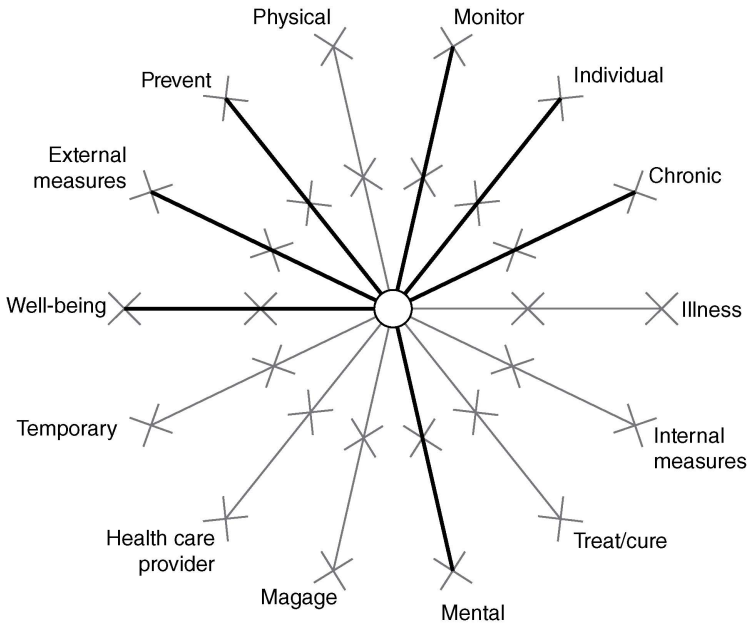 Physical
Monitor
Prevent
Individual
External
measures
Chronic
Well-being
Illness
Temporary
Internal
measures
Health care
provider
Treat/cure
Magage
Mental